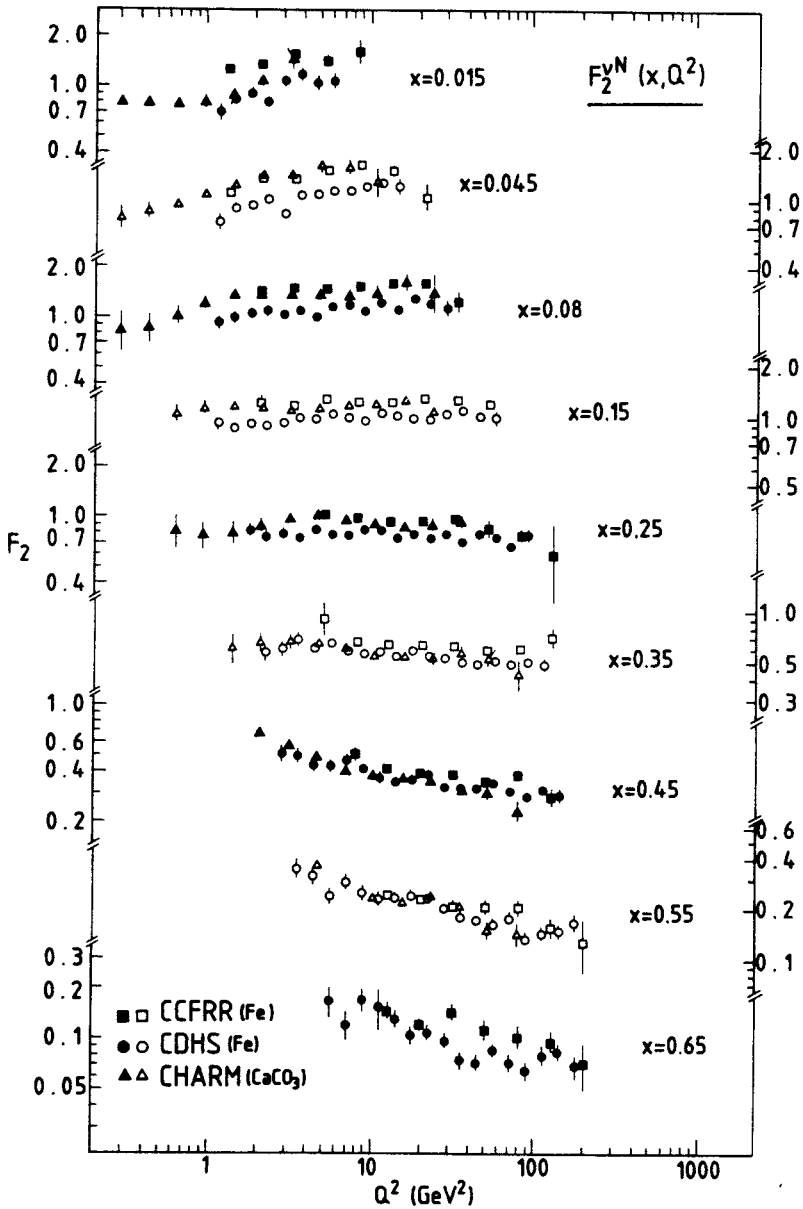 2.0
1.0
0.7
0.4
x=0.015
F₂^νN (x,Q²)
2.0
1.0
0.7
0.4
x=0.045
2.0
1.0
0.7
0.4
x=0.08
2.0
1.0
0.7
0.5
x=0.15
2.0
1.0
0.7
0.4
F₂
x=0.25
1.0
0.5
0.3
x=0.35
1.0
0.6
0.4
0.2
x=0.45
0.6
0.4
0.2
0.1
x=0.55
0.3
0.2
0.1
0.05
x=0.65
CCFRR (Fe)
CDHS (Fe)
CHARM (CaCO₃)
1 10 100 1000
Q² (GeV²)